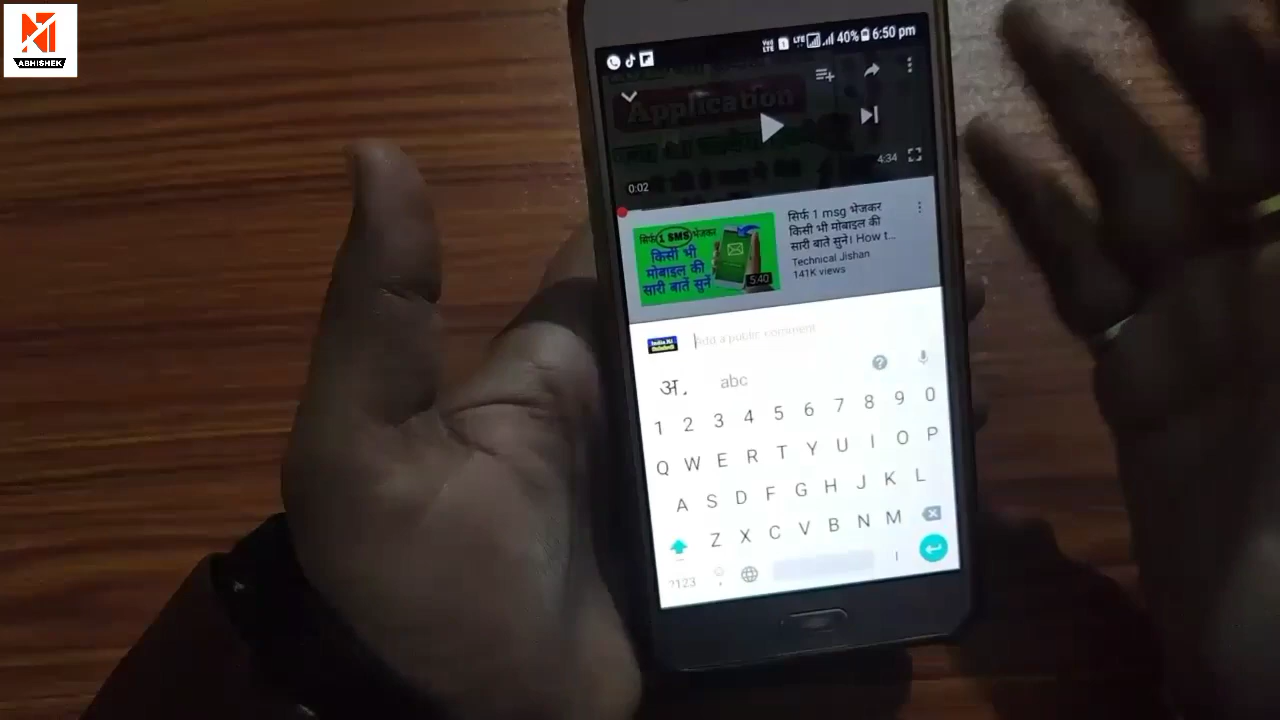 ABHISHEK
40% 6:50 pm
Application
4:34
0:02
सिर्फ 1 SMS भेजकर
किसी भी
मोबाइल की
सारी बातें सुनें
5:40
सिर्फ 1 msg भेजकर
किसी भी मोबाइल की
सारी बातें सुने। How t...
Technical Jishan
141K views
Add a public comment...
अ. abc
1 2 3 4 5 6 7 8 9 0
Q W E R T Y U I O P
A S D F G H J K L
Z X C V B N M
?123